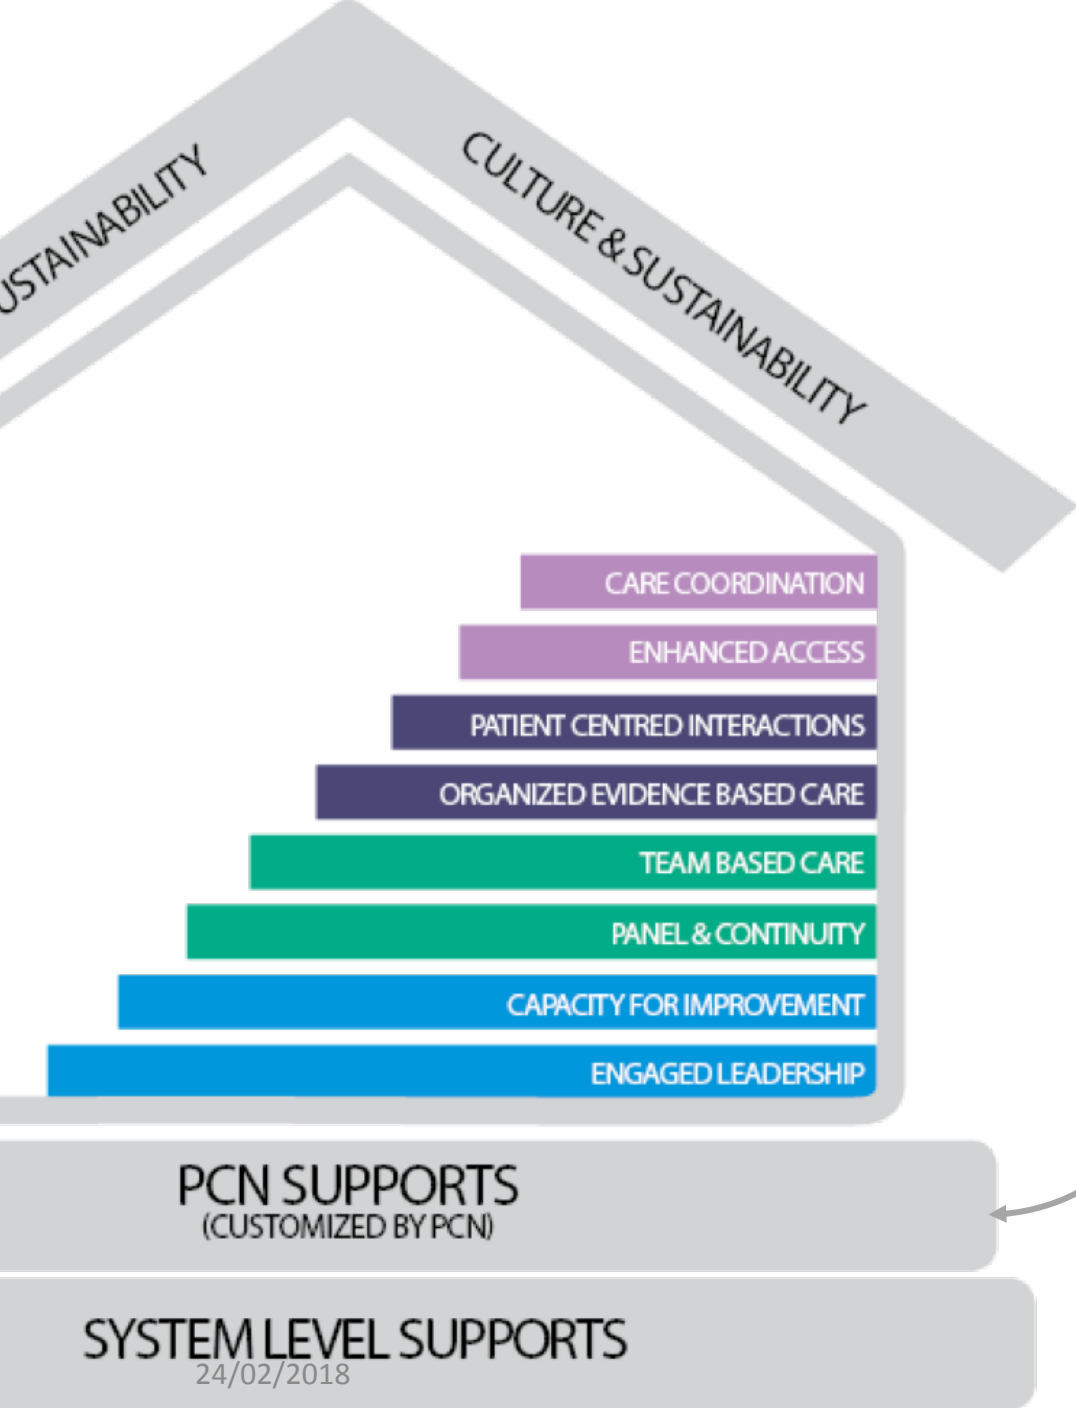 USTAINABILITY
CULTURE & SUSTAINABILITY
CARE COORDINATION
ENHANCED ACCESS
PATIENT CENTRED INTERACTIONS
ORGANIZED EVIDENCE BASED CARE
TEAM BASED CARE
PANEL & CONTINUITY
CAPACITY FOR IMPROVEMENT
ENGAGED LEADERSHIP
PCN SUPPORTS
(CUSTOMIZED BY PCN)
SYSTEM LEVEL SUPPORTS
24/02/2018